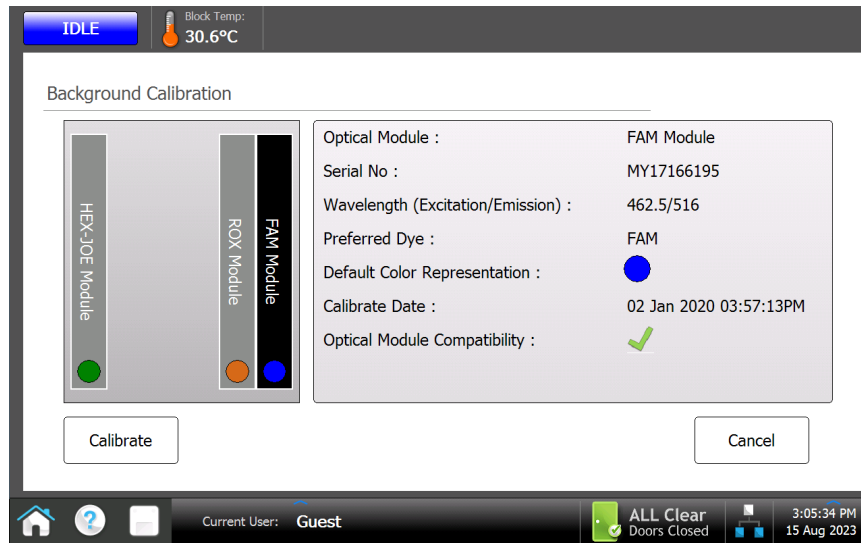 IDLE
Block Temp:
30.6°C
Background Calibration
HEX-JOE Module
ROX Module
FAM Module
Optical Module : FAM Module
Serial No : MY17166195
Wavelength (Excitation/Emission) : 462.5/516
Preferred Dye : FAM
Default Color Representation :
Calibrate Date : 02 Jan 2020 03:57:13PM
Optical Module Compatibility :
Calibrate
Cancel
?
Current User: Guest
ALL Clear
Doors Closed
3:05:34 PM
15 Aug 2023